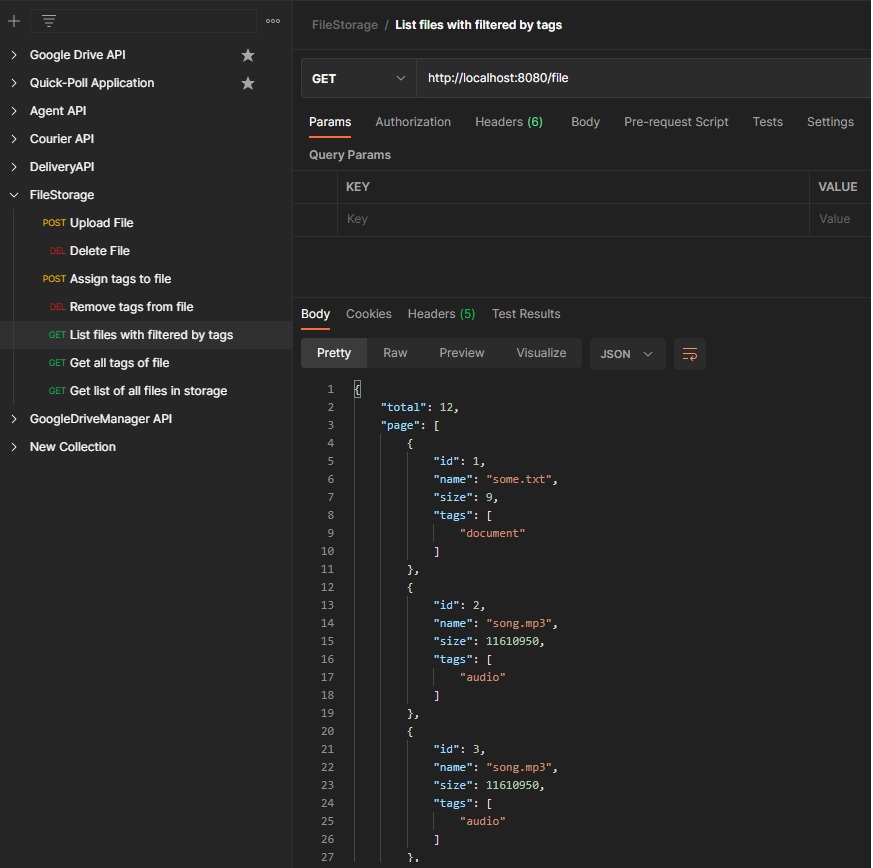 Google Drive API
Quick-Poll Application
Agent API
Courier API
DeliveryAPI
FileStorage
POST Upload File
DEL Delete File
POST Assign tags to file
DEL Remove tags from file
GET List files with filtered by tags
GET Get all tags of file
GET Get list of all files in storage
GoogleDriveManager API
New Collection
FileStorage / List files with filtered by tags
GET http://localhost:8080/file
Params Authorization Headers (6) Body Pre-request Script Tests Settings
Query Params
KEY VALUE
Key Value
Body Cookies Headers (5) Test Results
Pretty Raw Preview Visualize JSON
1 {
2 "total": 12,
3 "page": [
4 {
5 "id": 1,
6 "name": "some.txt",
7 "size": 9,
8 "tags": [
9 "document"
10 ]
11 },
12 {
13 "id": 2,
14 "name": "song.mp3",
15 "size": 11610950,
16 "tags": [
17 "audio"
18 ]
19 },
20 {
21 "id": 3,
22 "name": "song.mp3",
23 "size": 11610950,
24 "tags": [
25 "audio"
26 ]
27 },